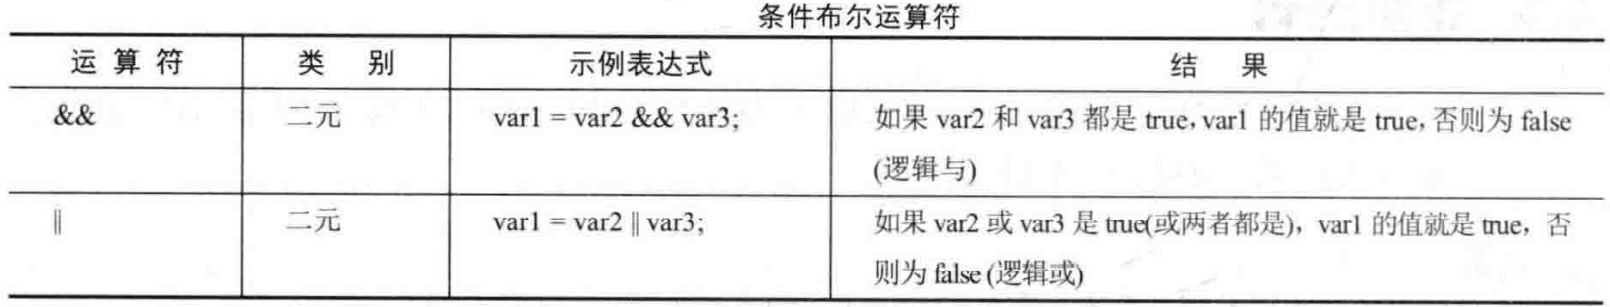 条件布尔运算符
运算符 类别 示例表达式 结果
&& 二元 var1 = var2 && var3; 如果 var2 和 var3 都是 true, var1 的值就是 true, 否则为 false
(逻辑与)
|| 二元 var1 = var2 || var3; 如果 var2 或 var3 是 true(或两者都是)，var1 的值就是 true，否
则为 false (逻辑或)